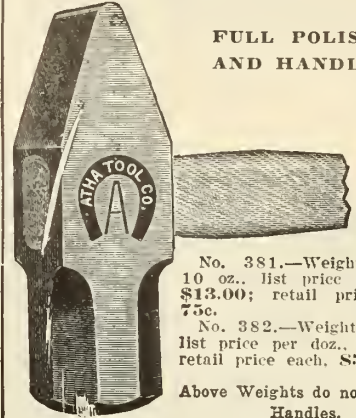 FULL POLIS
AND HANDL
ATHA TOOL CO.
A
No. 381.—Weigh
10 oz.. list price
$13.00; retail pri
75c.
No. 382.—Weight
list price per doz..
retail price each,
Above Weights do no
Handles.